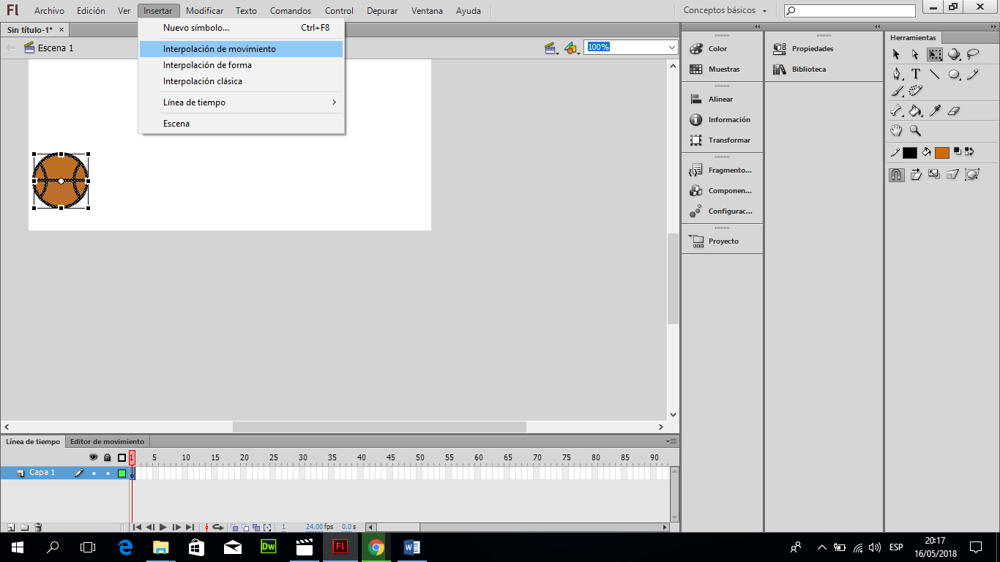 Fl Archivo Edición Ver Insertar Modificar Texto Comandos Control Depurar Ventana Ayuda Conceptos básicos
Sin título-1*
Nuevo símbolo... Ctrl+F8
Interpolación de movimiento
Interpolación de forma
Interpolación clásica
Línea de tiempo
Escena
Escena 1
100%
Color
Muestras
Alinear
Información
Transformar
Fragmento...
Componen...
Configurac...
Proyecto
Propiedades
Biblioteca
Herramientas
T
Línea de tiempo Editor de movimiento
1 5 10 15 20 25 30 35 40 45 50 55 60 65 70 75 80 85 90
Capa 1
1 24.00 fps 0.0 s
Dw Fl ESP 20:17
16/05/2018